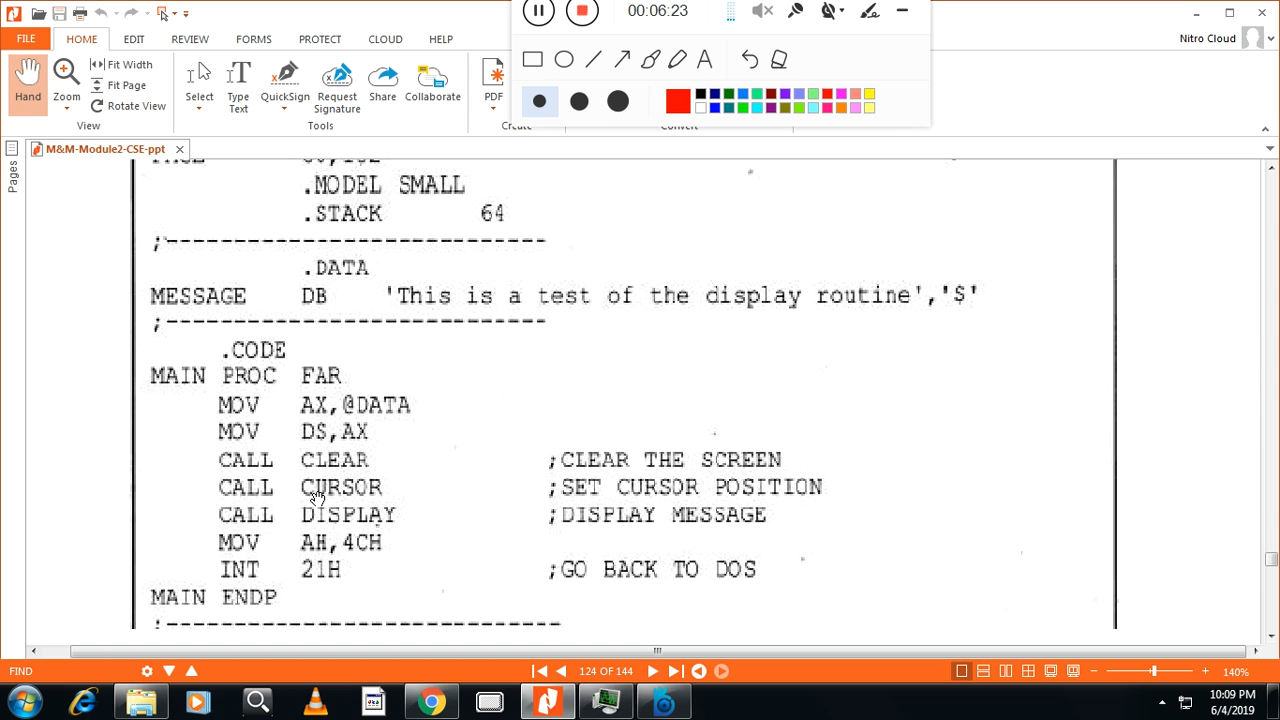 00:06:23
FILE HOME EDIT REVIEW FORMS PROTECT CLOUD HELP
Nitro Cloud
Hand
Zoom
Fit Width
Fit Page
Rotate View
View
Select
Type Text
QuickSign
Request Signature
Share
Collaborate
Tools
PDF
Create
Convert
M&M-Module2-CSE-ppt
Pages
.MODEL SMALL
.STACK 64
;----------------------------
.DATA
MESSAGE DB 'This is a test of the display routine','$'
;----------------------------
.CODE
MAIN PROC FAR
MOV AX,@DATA
MOV DS,AX
CALL CLEAR ;CLEAR THE SCREEN
CALL CURSOR ;SET CURSOR POSITION
CALL DISPLAY ;DISPLAY MESSAGE
MOV AH,4CH
INT 21H ;GO BACK TO DOS
MAIN ENDP
;-----------------------------
FIND
124 OF 144
140%
10:09 PM
6/4/2019